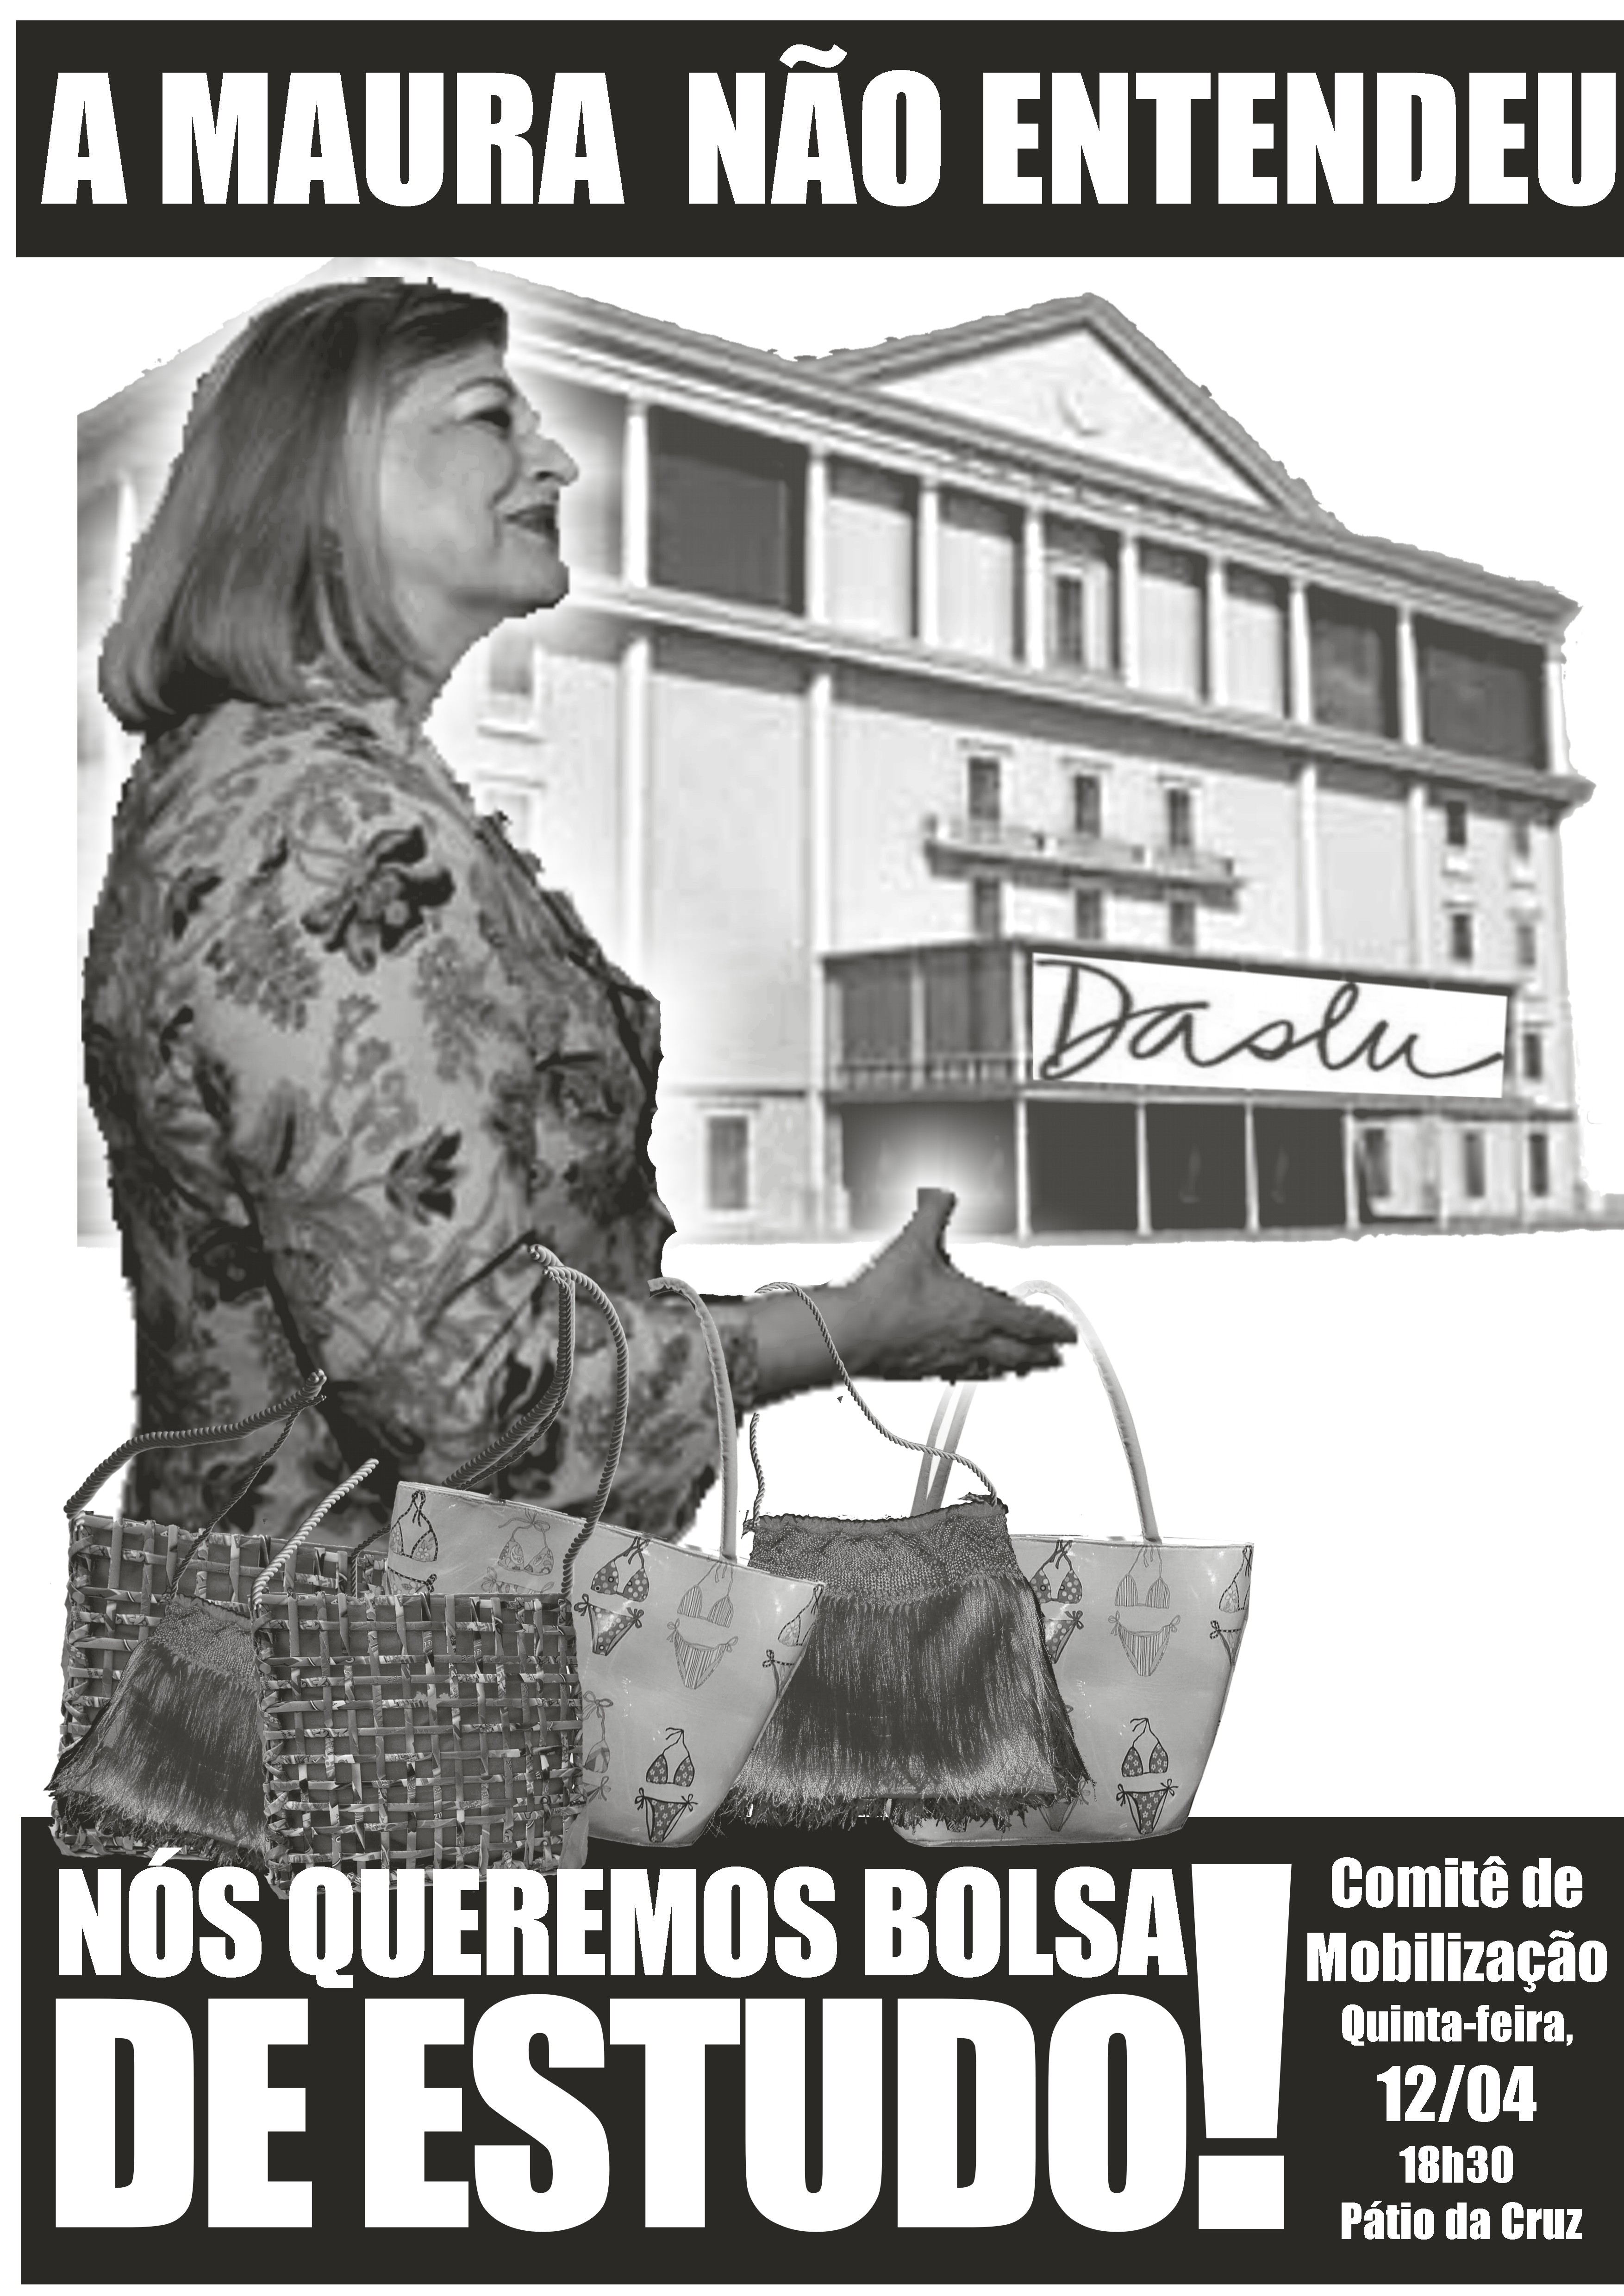 A MAURA NÃO ENTENDEU
Daslu
NÓS QUEREMOS BOLSA
DE ESTUDO!
Comitê de
Mobilização
Quinta-feira,
12/04
18h30
Pátio da Cruz